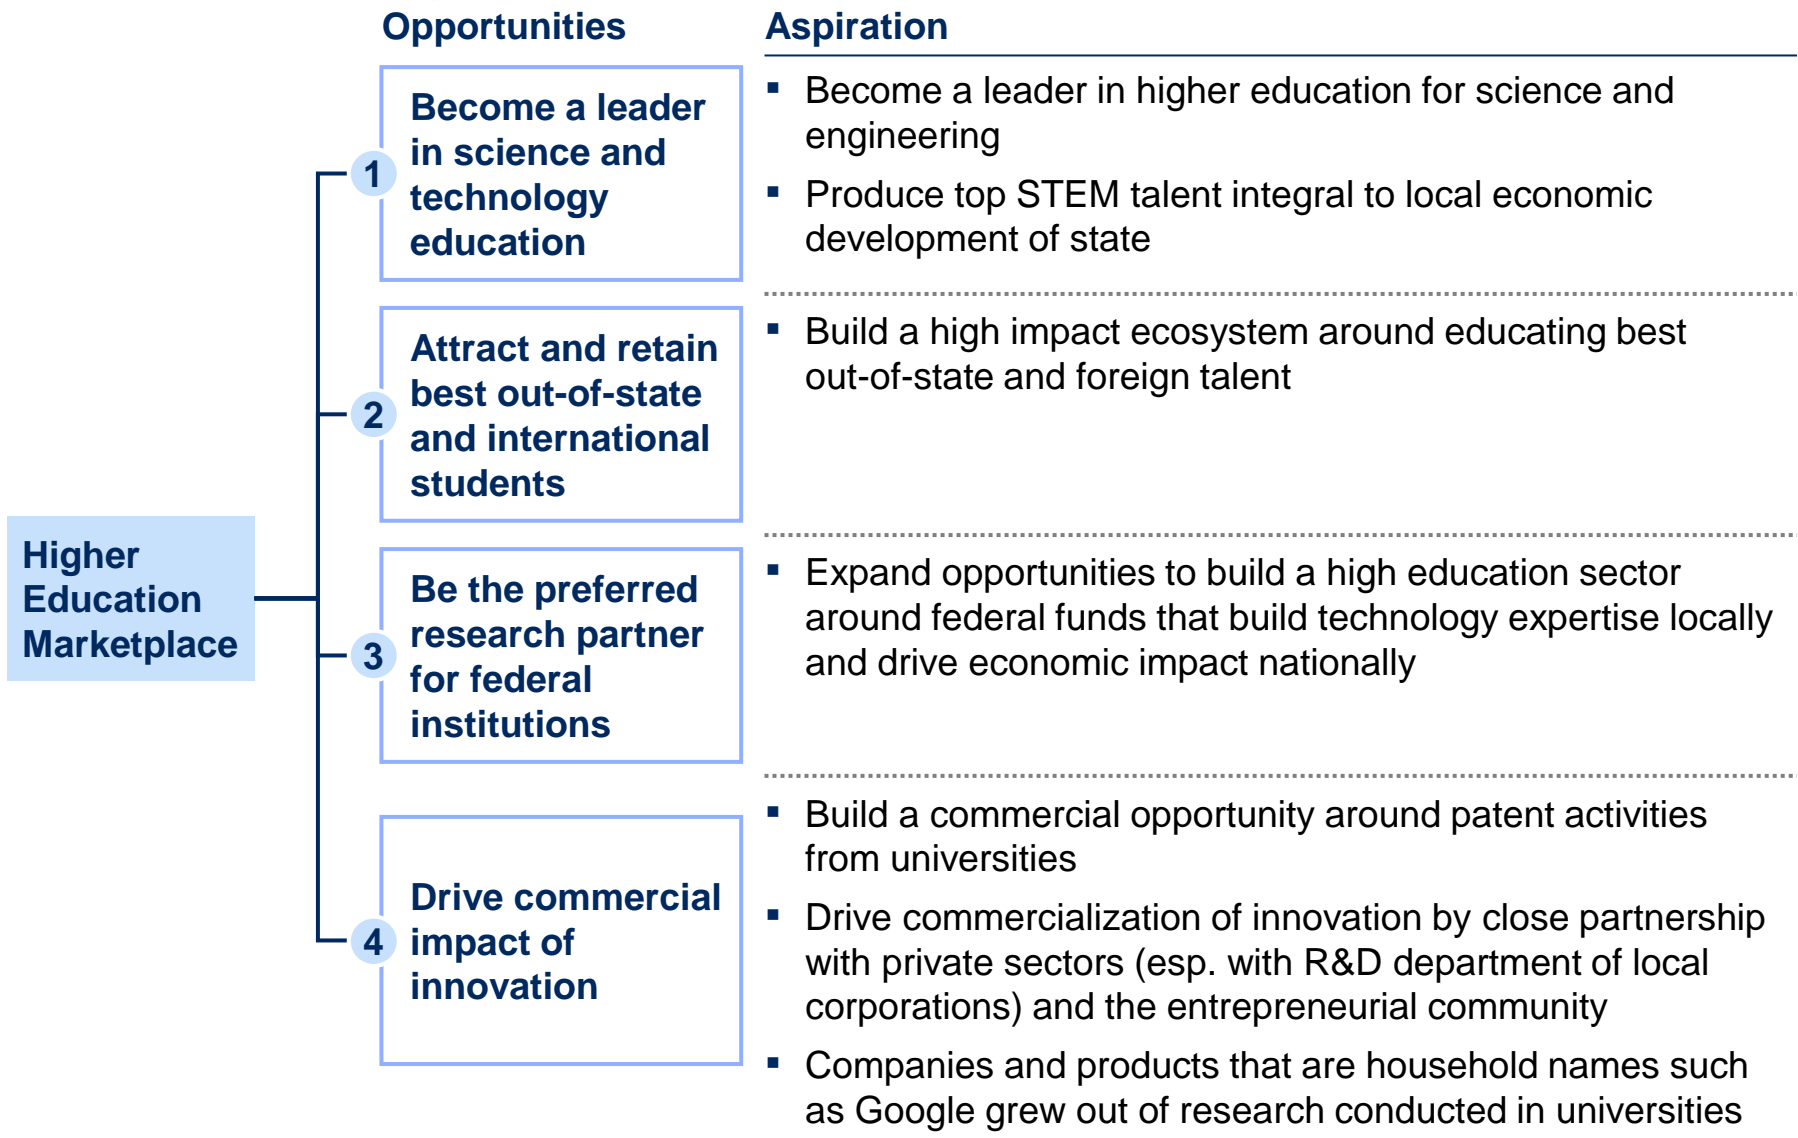 Opportunities
Aspiration
Higher
Education
Marketplace
1
Become a leader
in science and
technology
education
▪ Become a leader in higher education for science and
engineering
▪ Produce top STEM talent integral to local economic
development of state
2
Attract and retain
best out-of-state
and international
students
▪ Build a high impact ecosystem around educating best
out-of-state and foreign talent
3
Be the preferred
research partner
for federal
institutions
▪ Expand opportunities to build a high education sector
around federal funds that build technology expertise locally
and drive economic impact nationally
4
Drive commercial
impact of
innovation
▪ Build a commercial opportunity around patent activities
from universities
▪ Drive commercialization of innovation by close partnership
with private sectors (esp. with R&D department of local
corporations) and the entrepreneurial community
▪ Companies and products that are household names such
as Google grew out of research conducted in universities